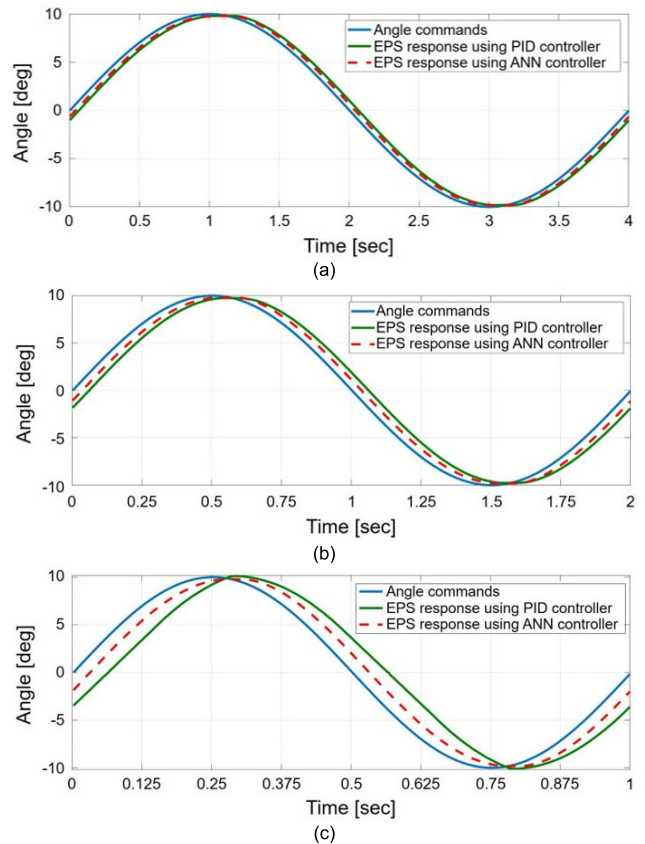 10
5
0
-5
-10
Angle [deg]
Angle commands
EPS response using PID controller
EPS response using ANN controller
0 0.5 1 1.5 2 2.5 3 3.5 4
Time [sec]
(a)
10
5
0
-5
-10
Angle [deg]
Angle commands
EPS response using PID controller
EPS response using ANN controller
0 0.25 0.5 0.75 1 1.25 1.5 1.75 2
Time [sec]
(b)
10
5
0
-5
-10
Angle [deg]
Angle commands
EPS response using PID controller
EPS response using ANN controller
0 0.125 0.25 0.375 0.5 0.625 0.75 0.875 1
Time [sec]
(c)